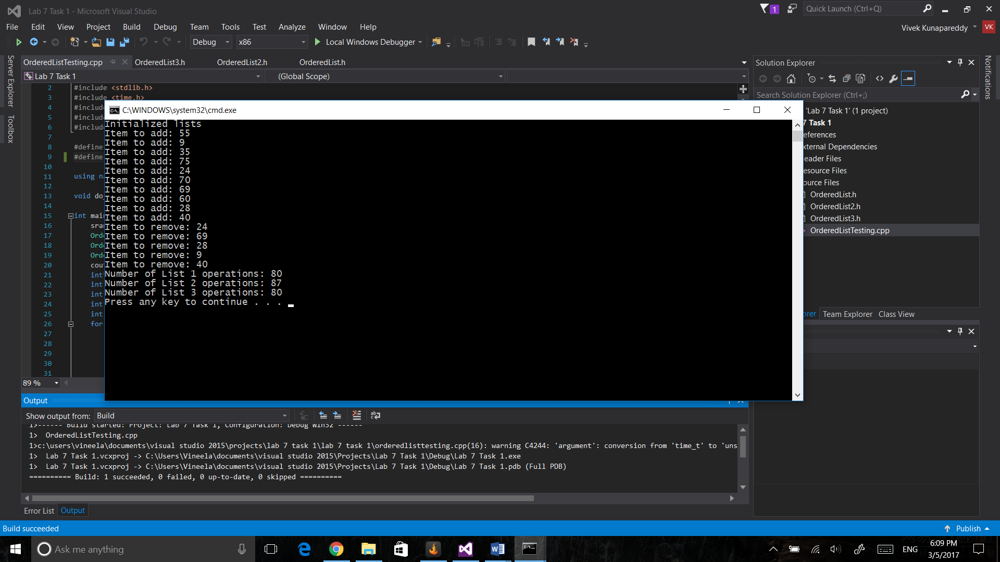 Lab 7 Task 1 - Microsoft Visual Studio
1
Quick Launch (Ctrl+Q)
File Edit View Project Build Debug Team Tools Test Analyze Window Help
Vivek Kunapareddy VK
Debug x86 Local Windows Debugger
Server Explorer
Toolbox
Notifications
OrderedListTesting.cpp OrderedList3.h OrderedList2.h OrderedList.h
Lab 7 Task 1 (Global Scope)
2 #include <stdlib.h>
3 #include <time.h>
4 #include
5 #include
6 #include
7
8 #define
9 #define
10
11 using na
12
13 void do_
14
15 int main
16 sran
17 Orde
18 Orde
19 Orde
20 cout
21 int
22 int
23 int
24 int
25 int
26 for
27
28
29
30
31
89 %
C:\WINDOWS\system32\cmd.exe
Initialized lists
Item to add: 55
Item to add: 9
Item to add: 35
Item to add: 75
Item to add: 24
Item to add: 70
Item to add: 69
Item to add: 60
Item to add: 28
Item to add: 40
Item to remove: 24
Item to remove: 69
Item to remove: 28
Item to remove: 9
Item to remove: 40
Number of List 1 operations: 80
Number of List 2 operations: 87
Number of List 3 operations: 80
Press any key to continue . . .
Solution Explorer
Search Solution Explorer (Ctrl+;)
'Lab 7 Task 1' (1 project)
7 Task 1
eferences
xternal Dependencies
eader Files
esource Files
ource Files
OrderedList.h
OrderedList2.h
OrderedList3.h
OrderedListTesting.cpp
orer Team Explorer Class View
Output
Show output from: Build
1>------ Build started: Project: Lab 7 Task 1, Configuration: Debug Win32 ------
1> OrderedListTesting.cpp
1>c:\users\vineela\documents\visual studio 2015\projects\lab 7 task 1\lab 7 task 1\orderedlisttesting.cpp(16): warning C4244: 'argument': conversion from 'time_t' to 'uns
1> Lab 7 Task 1.vcxproj -> C:\Users\Vineela\documents\visual studio 2015\Projects\Lab 7 Task 1\Debug\Lab 7 Task 1.exe
1> Lab 7 Task 1.vcxproj -> C:\Users\Vineela\documents\visual studio 2015\Projects\Lab 7 Task 1\Debug\Lab 7 Task 1.pdb (Full PDB)
========== Build: 1 succeeded, 0 failed, 0 up-to-date, 0 skipped ==========
Error List Output
Build succeeded
Publish
Ask me anything
ENG
6:09 PM
3/5/2017